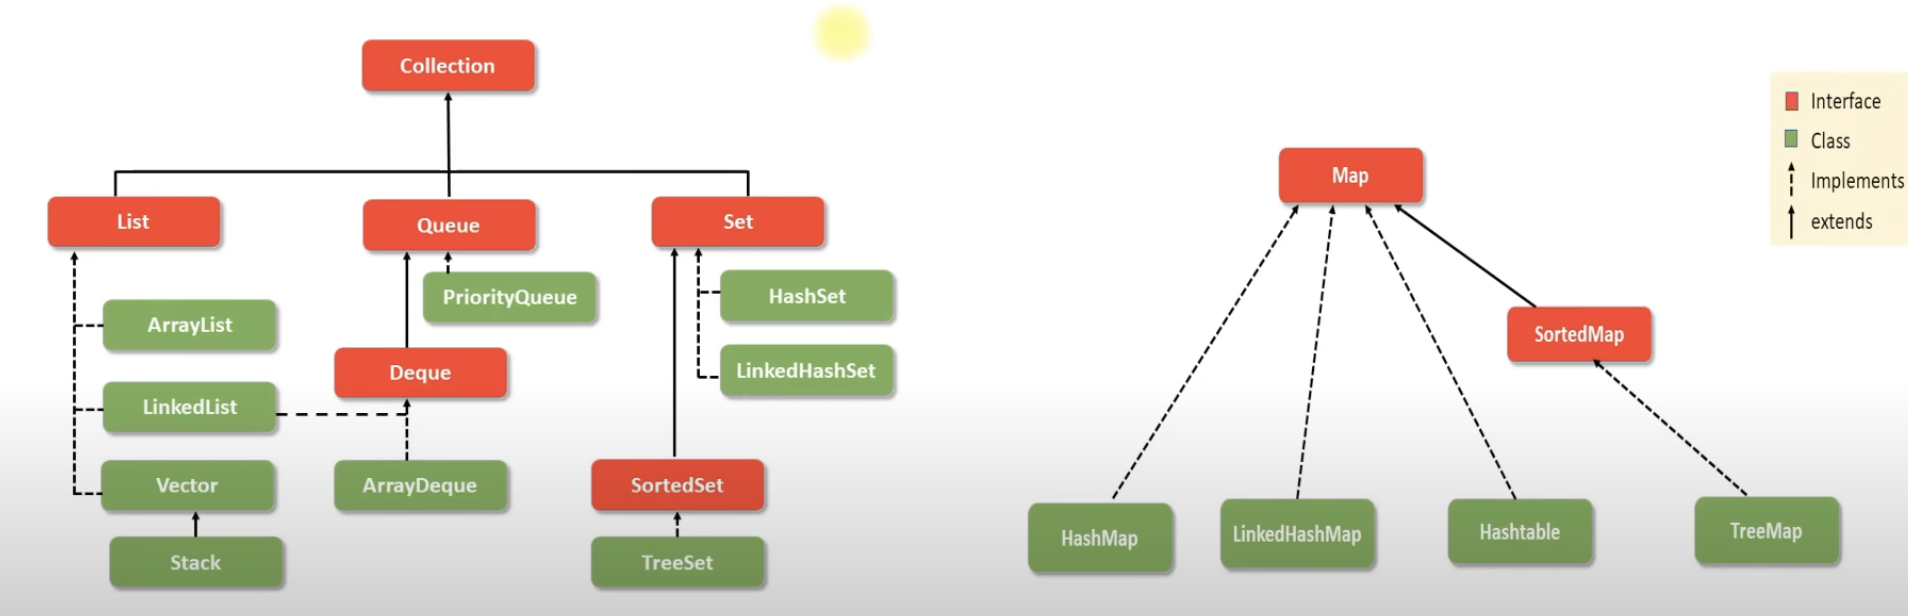 Collection
List
Queue
Set
PriorityQueue
HashSet
ArrayList
Deque
LinkedHashSet
LinkedList
Vector
ArrayDeque
SortedSet
Stack
TreeSet
Map
SortedMap
HashMap
LinkedHashMap
Hashtable
TreeMap
Interface
Class
Implements
extends